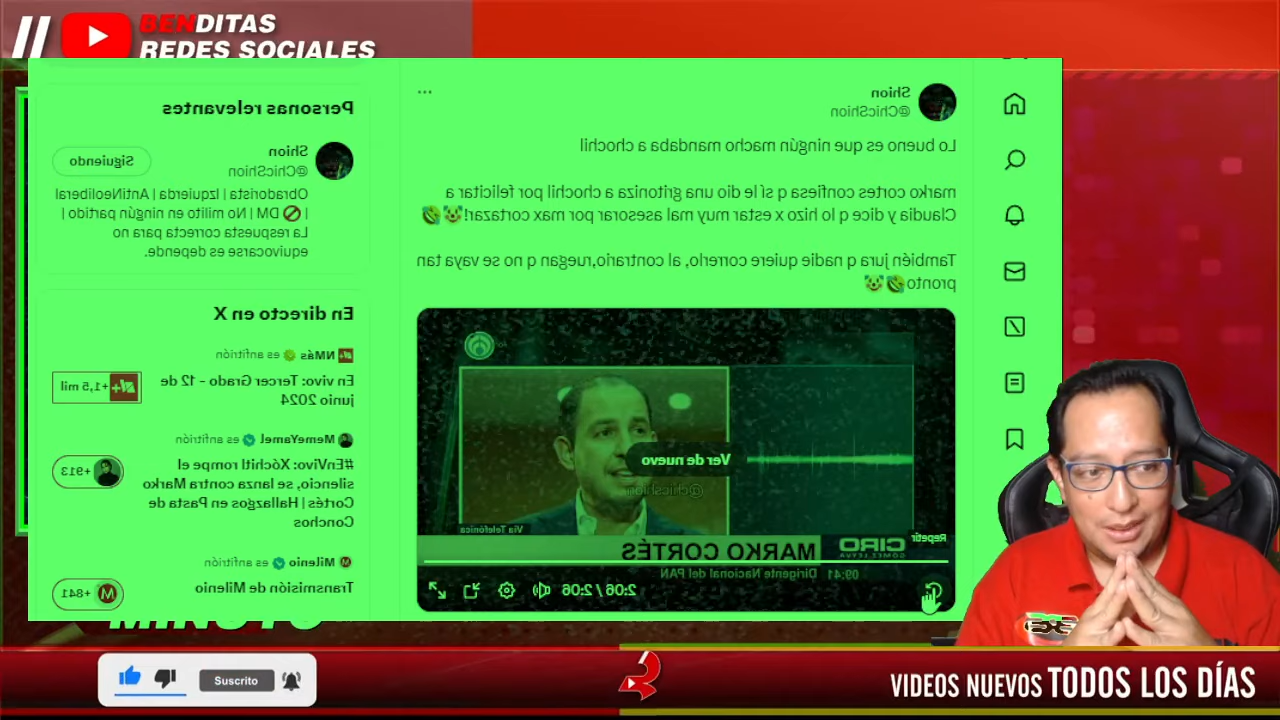 BENDITAS
REDES SOCIALES
Personas relevantes
Shion
@ChicShion
Siguiendo
Obradorista | Izquierda | AntiNeoliberal
| 🚫 DM | No milito en ningún partido |
La respuesta correcta para no
equivocarse es depende.
En directo en X
NMás es anfitrión
En vivo: Tercer Grado - 12 de
junio 2024
+1,5 mil
MemeYamel es anfitrión
#EnVivo: Xóchitl rompe el
silencio, se lanza contra Marko
Cortés | Hallazgos en Pasta de
Conchos
+913
Milenio es anfitrión
Transmisión de Milenio
+841
Shion
@ChicShion
...
Lo bueno es que ningún macho mandaba a chochil
marko cortes confiesa q sí le dio una gritoniza a chochil por felicitar a
Claudia y dice q lo hizo x estar muy mal asesorar por max cortazar!🤡
También jura q nadie quiere correrlo, al contrario,ruegan q no se vaya tan
pronto 🤡
Ver de nuevo
@chicshion
Vía Telefónica
Repetir
CIRO
GÓMEZ LEYVA
MARKO CORTÉS
09:41
Dirigente Nacional del PAN
2:06 / 2:06
Suscrito
VIDEOS NUEVOS TODOS LOS DÍAS